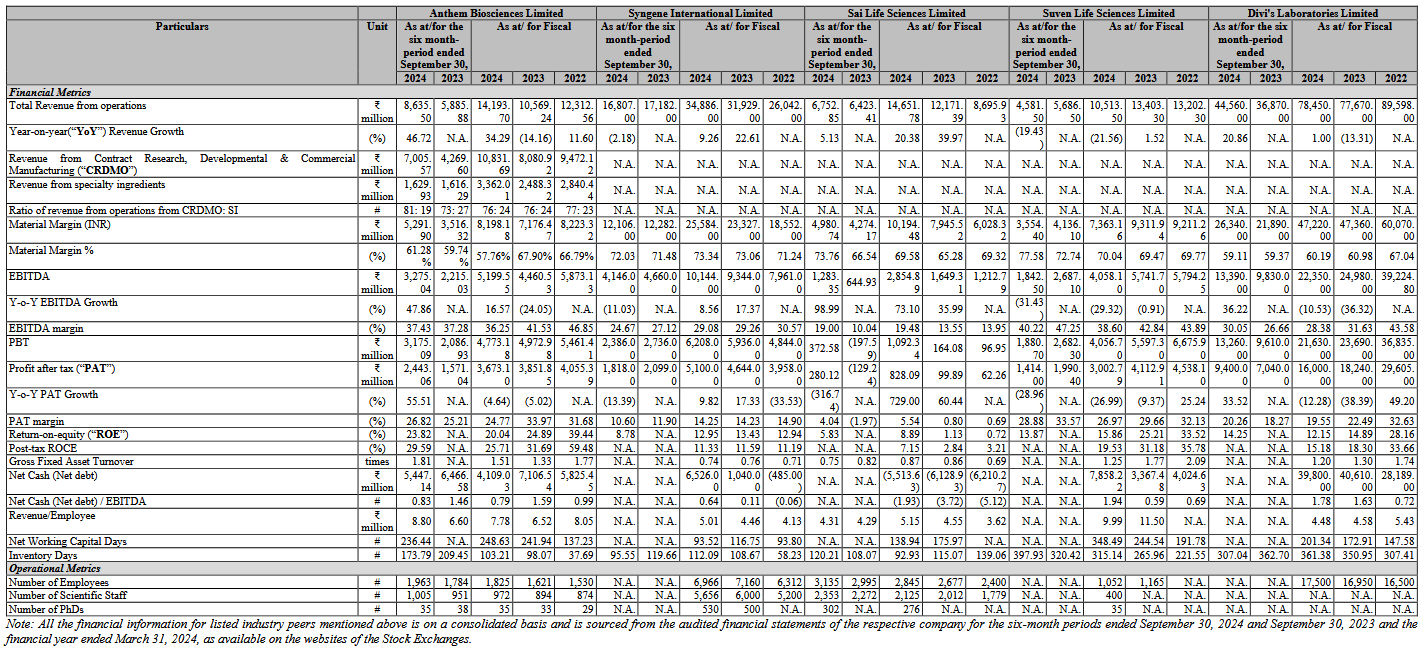 Particulars | Unit | Anthem Biosciences Limited | Syngene International Limited | Sai Life Sciences Limited | Suven Life Sciences Limited | Divi's Laboratories Limited
As at/for the six month-period ended September 30, | As at/ for Fiscal | As at/for the six month-period ended September 30, | As at/ for Fiscal | As at/for the six month-period ended September 30, | As at/ for Fiscal | As at/for the six month-period ended September 30, | As at/ for Fiscal | As at/for the six month-period ended September 30, | As at/ for Fiscal
2024 | 2023 | 2024 | 2023 | 2022 | 2024 | 2023 | 2024 | 2023 | 2022 | 2024 | 2023 | 2024 | 2023 | 2022 | 2024 | 2023 | 2024 | 2023 | 2022 | 2024 | 2023 | 2024 | 2023 | 2022
Financial Metrics
Total Revenue from operations | ₹ million | 8,635.50 | 5,885.88 | 14,193.70 | 10,569.24 | 12,312.56 | 16,807.00 | 17,182.00 | 34,886.00 | 31,929.00 | 26,042.00 | 6,752.85 | 6,423.41 | 14,651.78 | 12,171.39 | 8,695.93 | 4,581.50 | 5,686.50 | 10,513.50 | 13,403.30 | 13,202.30 | 44,560.00 | 36,870.00 | 78,450.00 | 77,670.00 | 89,598.00
Year-on-year("YoY") Revenue Growth | (%) | 46.72 | N.A. | 34.29 | (14.16) | 11.60 | (2.18) | N.A. | 9.26 | 22.61 | N.A. | 5.13 | N.A. | 20.38 | 39.97 | N.A. | (19.43) | N.A. | (21.56) | 1.52 | N.A. | 20.86 | N.A. | 1.00 | (13.31) | N.A.
Revenue from Contract Research, Developmental & Commercial Manufacturing ("CRDMO") | ₹ million | 7,005.57 | 4,269.60 | 10,831.69 | 8,080.92 | 9,472.12 | N.A. | N.A. | N.A. | N.A. | N.A. | N.A. | N.A. | N.A. | N.A. | N.A. | N.A. | N.A. | N.A. | N.A. | N.A. | N.A. | N.A. | N.A. | N.A. | N.A.
Revenue from specialty ingredients | ₹ million | 1,629.93 | 1,616.29 | 3,362.01 | 2,488.32 | 2,840.44 | N.A. | N.A. | N.A. | N.A. | N.A. | N.A. | N.A. | N.A. | N.A. | N.A. | N.A. | N.A. | N.A. | N.A. | N.A. | N.A. | N.A. | N.A. | N.A. | N.A.
Ratio of revenue from operations from CRDMO: SI | # | 81: 19 | 73: 27 | 76: 24 | 76: 24 | 77: 23 | N.A. | N.A. | N.A. | N.A. | N.A. | N.A. | N.A. | N.A. | N.A. | N.A. | N.A. | N.A. | N.A. | N.A. | N.A. | N.A. | N.A. | N.A. | N.A. | N.A.
Material Margin (INR) | ₹ million | 5,291.90 | 3,516.32 | 8,198.18 | 7,176.47 | 8,223.32 | 12,106.00 | 12,282.00 | 25,584.00 | 23,327.00 | 18,552.00 | 4,980.74 | 4,274.17 | 10,194.48 | 7,945.52 | 6,028.32 | 3,554.40 | 4,136.10 | 7,363.16 | 9,311.94 | 9,211.26 | 26,340.00 | 21,890.00 | 47,220.00 | 47,360.00 | 60,070.00
Material Margin % | (%) | 61.28% | 59.74% | 57.76% | 67.90% | 66.79% | 72.03 | 71.48 | 73.34 | 73.06 | 71.24 | 73.76 | 66.54 | 69.58 | 65.28 | 69.32 | 77.58 | 72.74 | 70.04 | 69.47 | 69.77 | 59.11 | 59.37 | 60.19 | 60.98 | 67.04
EBITDA | ₹ million | 3,275.04 | 2,215.03 | 5,199.55 | 4,460.53 | 5,873.13 | 4,146.00 | 4,660.00 | 10,144.00 | 9,344.00 | 7,961.00 | 1,283.35 | 644.93 | 2,854.89 | 1,649.31 | 1,212.79 | 1,842.50 | 2,687.10 | 4,058.10 | 5,741.70 | 5,794.25 | 13,390.00 | 9,830.00 | 22,350.00 | 24,980.00 | 39,224.80
Y-o-Y EBITDA Growth | (%) | 47.86 | N.A. | 16.57 | (24.05) | N.A. | (11.03) | N.A. | 8.56 | 17.37 | N.A. | 98.99 | N.A. | 73.10 | 35.99 | N.A. | (31.43) | N.A. | (29.32) | (0.91) | N.A. | 36.22 | N.A. | (10.53) | (36.32) | N.A.
EBITDA margin | (%) | 37.43 | 37.28 | 36.25 | 41.53 | 46.85 | 24.67 | 27.12 | 29.08 | 29.26 | 30.57 | 19.00 | 10.04 | 19.48 | 13.55 | 13.95 | 40.22 | 47.25 | 38.60 | 42.84 | 43.89 | 30.05 | 26.66 | 28.38 | 31.63 | 43.58
PBT | ₹ million | 3,175.09 | 2,086.93 | 4,773.18 | 4,972.98 | 5,461.41 | 2,386.00 | 2,736.00 | 6,208.00 | 5,936.00 | 4,844.00 | 372.58 | (197.59) | 1,092.34 | 164.08 | 96.95 | 1,880.70 | 2,682.30 | 4,056.70 | 5,597.73 | 6,675.90 | 13,260.00 | 9,610.00 | 21,630.00 | 23,690.00 | 36,835.00
Profit after tax ("PAT") | ₹ million | 2,443.06 | 1,571.04 | 3,673.10 | 3,851.85 | 4,055.39 | 1,818.00 | 2,099.00 | 5,100.00 | 4,644.00 | 3,958.00 | 280.12 | (129.24) | 828.09 | 99.89 | 62.26 | 1,414.00 | 1,990.40 | 3,002.79 | 4,112.91 | 4,538.10 | 9,400.00 | 7,040.00 | 16,000.00 | 18,240.00 | 29,605.00
Y-o-Y PAT Growth | (%) | 55.51 | N.A. | (4.64) | (5.02) | N.A. | (13.39) | N.A. | 9.82 | 17.33 | (33.53) | (316.74) | N.A. | 729.00 | 60.44 | N.A. | (28.96) | N.A. | (26.99) | (9.37) | 25.24 | 33.52 | N.A. | (12.28) | (38.39) | 49.20
PAT margin | (%) | 26.82 | 25.21 | 24.77 | 33.97 | 31.68 | 10.60 | 11.90 | 14.25 | 14.23 | 14.90 | 4.04 | (1.97) | 5.54 | 0.80 | 0.69 | 28.88 | 33.57 | 26.97 | 29.66 | 32.13 | 20.26 | 18.27 | 19.55 | 22.49 | 32.63
Return-on-equity ("ROE") | (%) | 23.82 | N.A. | 20.04 | 24.89 | 39.44 | 8.78 | N.A. | 12.95 | 13.43 | 12.94 | 5.83 | N.A. | 8.89 | 1.13 | 0.72 | 13.87 | N.A. | 15.86 | 25.21 | 33.52 | 14.25 | N.A. | 12.15 | 14.89 | 28.16
Post-tax ROCE | (%) | 29.59 | N.A. | 25.71 | 31.69 | 59.48 | N.A. | N.A. | 11.33 | 11.59 | 11.19 | N.A. | N.A. | 7.15 | 2.84 | 3.21 | N.A. | N.A. | 19.53 | 31.18 | 35.78 | N.A. | N.A. | 15.18 | 18.30 | 33.66
Gross Fixed Asset Turnover | times | 1.81 | N.A. | 1.51 | 1.33 | 1.77 | N.A. | N.A. | 0.74 | 0.76 | 0.71 | 0.75 | 0.82 | 0.87 | 0.86 | 0.69 | N.A. | N.A. | 1.25 | 1.77 | 2.09 | N.A. | N.A. | 1.20 | 1.30 | 1.74
Net Cash (Net debt) | ₹ million | 5,447.14 | 6,466.58 | 4,109.03 | 7,106.54 | 5,825.45 | N.A. | N.A. | 6,526.00 | 1,040.00 | (485.00) | N.A. | N.A. | (5,513.63) | (6,128.93) | (6,210.27) | N.A. | N.A. | 7,858.28 | 3,367.43 | 4,024.63 | N.A. | N.A. | 39,800.00 | 40,610.00 | 28,189.00
Net Cash (Net debt) / EBITDA | # | 0.83 | 1.46 | 0.79 | 1.59 | 0.99 | N.A. | N.A. | 0.64 | 0.11 | (0.06) | N.A. | N.A. | (1.93) | (3.72) | (5.12) | N.A. | N.A. | 1.94 | 0.59 | 0.69 | N.A. | N.A. | 1.78 | 1.63 | 0.72
Revenue/Employee | ₹ million | 8.80 | 6.60 | 7.78 | 6.52 | 8.05 | N.A. | N.A. | 5.01 | 4.46 | 4.13 | 4.31 | 4.29 | 5.15 | 4.55 | 3.62 | N.A. | N.A. | 9.99 | 11.50 | N.A. | N.A. | N.A. | 4.48 | 4.58 | 5.43
Net Working Capital Days | # | 236.44 | N.A. | 248.63 | 241.94 | 137.23 | N.A. | N.A. | 93.52 | 116.75 | 93.80 | N.A. | N.A. | 138.94 | 175.97 | N.A. | N.A. | N.A. | 348.49 | 244.54 | 191.78 | N.A. | N.A. | 201.34 | 172.91 | 147.58
Inventory Days | # | 173.79 | 209.45 | 103.21 | 98.07 | 37.69 | 95.55 | 119.66 | 112.09 | 108.67 | 58.23 | 120.21 | 108.07 | 92.93 | 115.07 | 139.06 | 397.93 | 320.42 | 315.14 | 265.96 | 221.55 | 307.04 | 362.70 | 361.38 | 350.95 | 307.41
Operational Metrics
Number of Employees | # | 1,963 | 1,784 | 1,825 | 1,621 | 1,530 | N.A. | N.A. | 6,966 | 7,160 | 6,312 | 3,135 | 2,995 | 2,845 | 2,677 | 2,400 | N.A. | N.A. | 1,052 | 1,165 | N.A. | N.A. | N.A. | 17,500 | 16,950 | 16,500
Number of Scientific Staff | # | 1,005 | 951 | 972 | 894 | 874 | N.A. | N.A. | 5,656 | 6,000 | 5,200 | 2,353 | 2,272 | 2,125 | 2,012 | 1,779 | N.A. | N.A. | 400 | N.A. | N.A. | N.A. | N.A. | N.A. | N.A. | N.A.
Number of PhDs | # | 35 | 38 | 35 | 33 | 29 | N.A. | N.A. | 530 | 500 | N.A. | 302 | N.A. | 276 | N.A. | N.A. | N.A. | N.A. | 35 | N.A. | N.A. | N.A. | N.A. | N.A. | N.A. | N.A.
Note: All the financial information for listed industry peers mentioned above is on a consolidated basis and is sourced from the audited financial statements of the respective company for the six-month periods ended September 30, 2024 and September 30, 2023 and the
financial year ended March 31, 2024, as available on the websites of the Stock Exchanges.